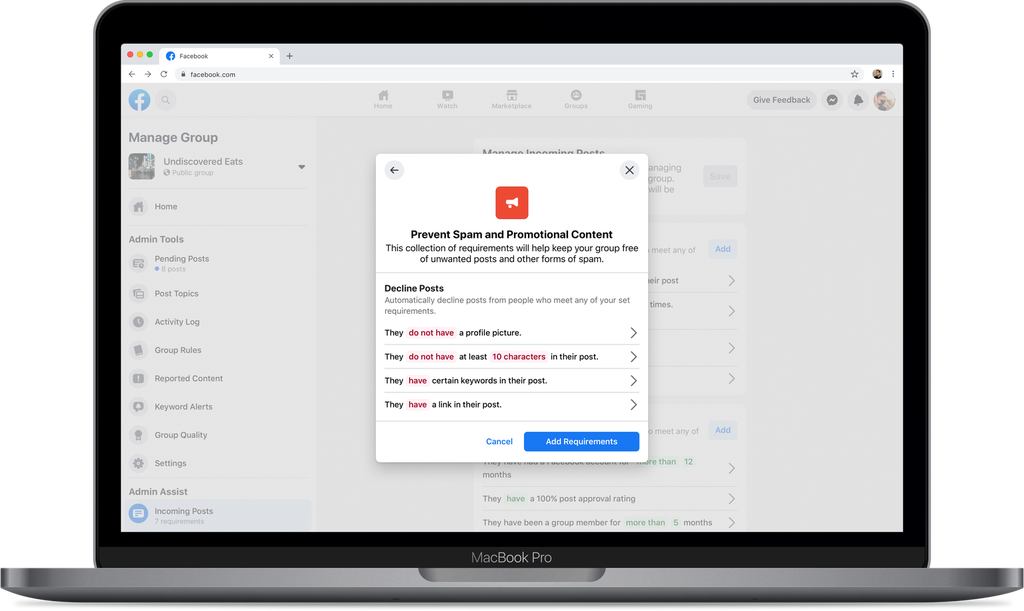 Facebook
facebook.com
Home
Watch
Marketplace
Groups
Gaming
Give Feedback
Manage Group
Undiscovered Eats
Public group
Home
Admin Tools
Pending Posts
8 posts
Post Topics
Activity Log
Group Rules
Reported Content
Keyword Alerts
Group Quality
Settings
Admin Assist
Incoming Posts
7 requirements
Manage Incoming Posts
anaging
group.
will be
Save
meet any of
Add
eir post
times.
Prevent Spam and Promotional Content
This collection of requirements will help keep your group free
of unwanted posts and other forms of spam.
Decline Posts
Automatically decline posts from people who meet any of your set
requirements.
They do not have a profile picture.
They do not have at least 10 characters in their post.
They have certain keywords in their post.
They have a link in their post.
Cancel
Add Requirements
meet any of
Add
They have had a Facebook account for more than 12
months
They have a 100% post approval rating
They have been a group member for more than 5 months
MacBook Pro